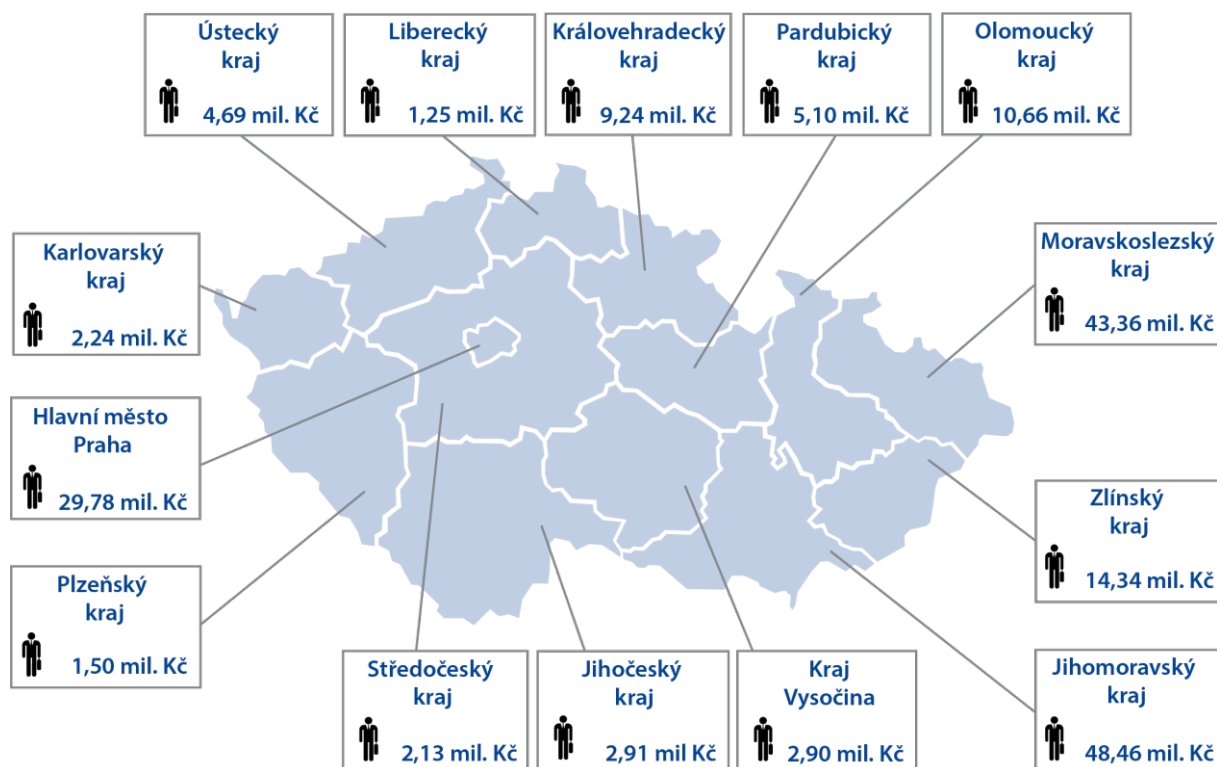 Ústecký
kraj
4,69 mil. Kč
Liberecký
kraj
1,25 mil. Kč
Královehradecký
kraj
9,24 mil. Kč
Pardubický
kraj
5,10 mil. Kč
Olomoucký
kraj
10,66 mil. Kč
Karlovarský
kraj
2,24 mil. Kč
Moravskoslezský
kraj
43,36 mil. Kč
Hlavní město
Praha
29,78 mil. Kč
Zlínský
kraj
14,34 mil. Kč
Plzeňský
kraj
1,50 mil. Kč
Středočeský
kraj
2,13 mil. Kč
Jihočeský
kraj
2,91 mil Kč
Kraj
Vysočina
2,90 mil. Kč
Jihomoravský
kraj
48,46 mil. Kč